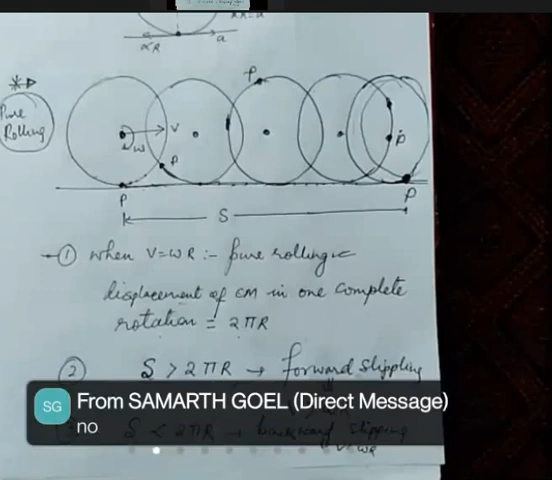 αR a
Pure
Rolling
P
V
ω
P
P
P
P
S
① when V=ωR :- pure rolling
displacement of CM in one complete
rotation = 2πR
② S > 2πR → forward slipping
SG From SAMARTH GOEL (Direct Message)
no
S < 2πR → backward slipping